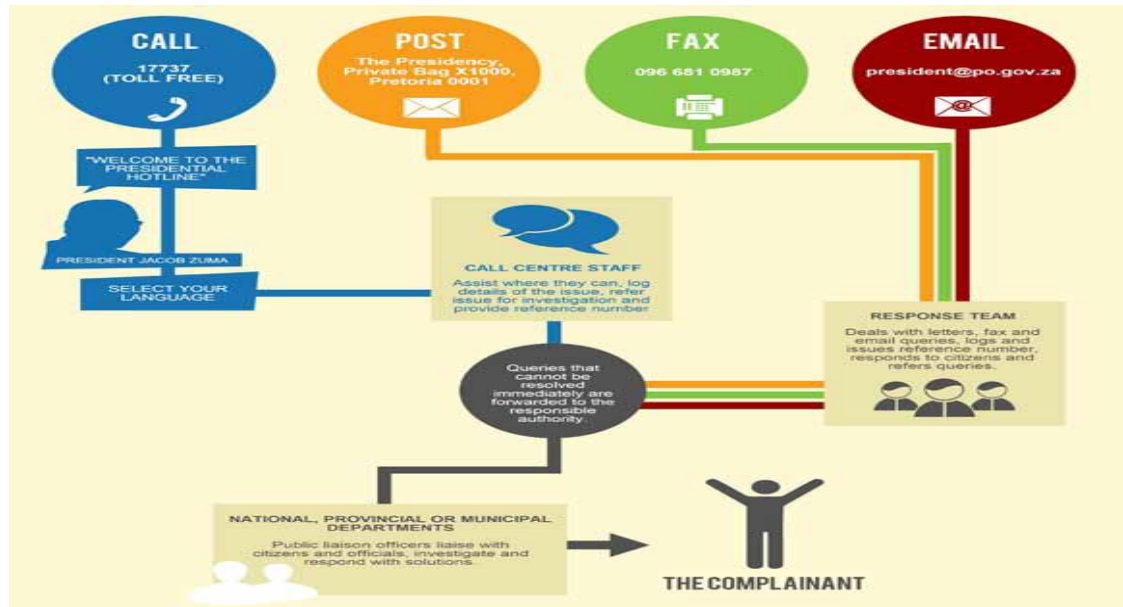 CALL
17737
(TOLL FREE)
POST
The Presidency,
Private Bag X1000,
Pretoria 0001
FAX
096 681 0987
EMAIL
president@po.gov.za
@
"WELCOME TO THE
PRESIDENTIAL
HOTLINE"
PRESIDENT JACOB ZUMA
SELECT YOUR
LANGUAGE
CALL CENTRE STAFF
Assist where they can, log
details of the issue, refer
issue for investigation and
provide reference number
RESPONSE TEAM
Deals with letters, fax and
email queries, logs and
issues reference number,
responds to citizens and
refers queries.
Queries that
cannot be
resolved
immediately are
forwarded to the
responsible
authority.
NATIONAL, PROVINCIAL OR MUNICIPAL
DEPARTMENTS
Public liaison officers liaise with
citizens and officials, investigate and
respond with solutions.
THE COMPLAINANT